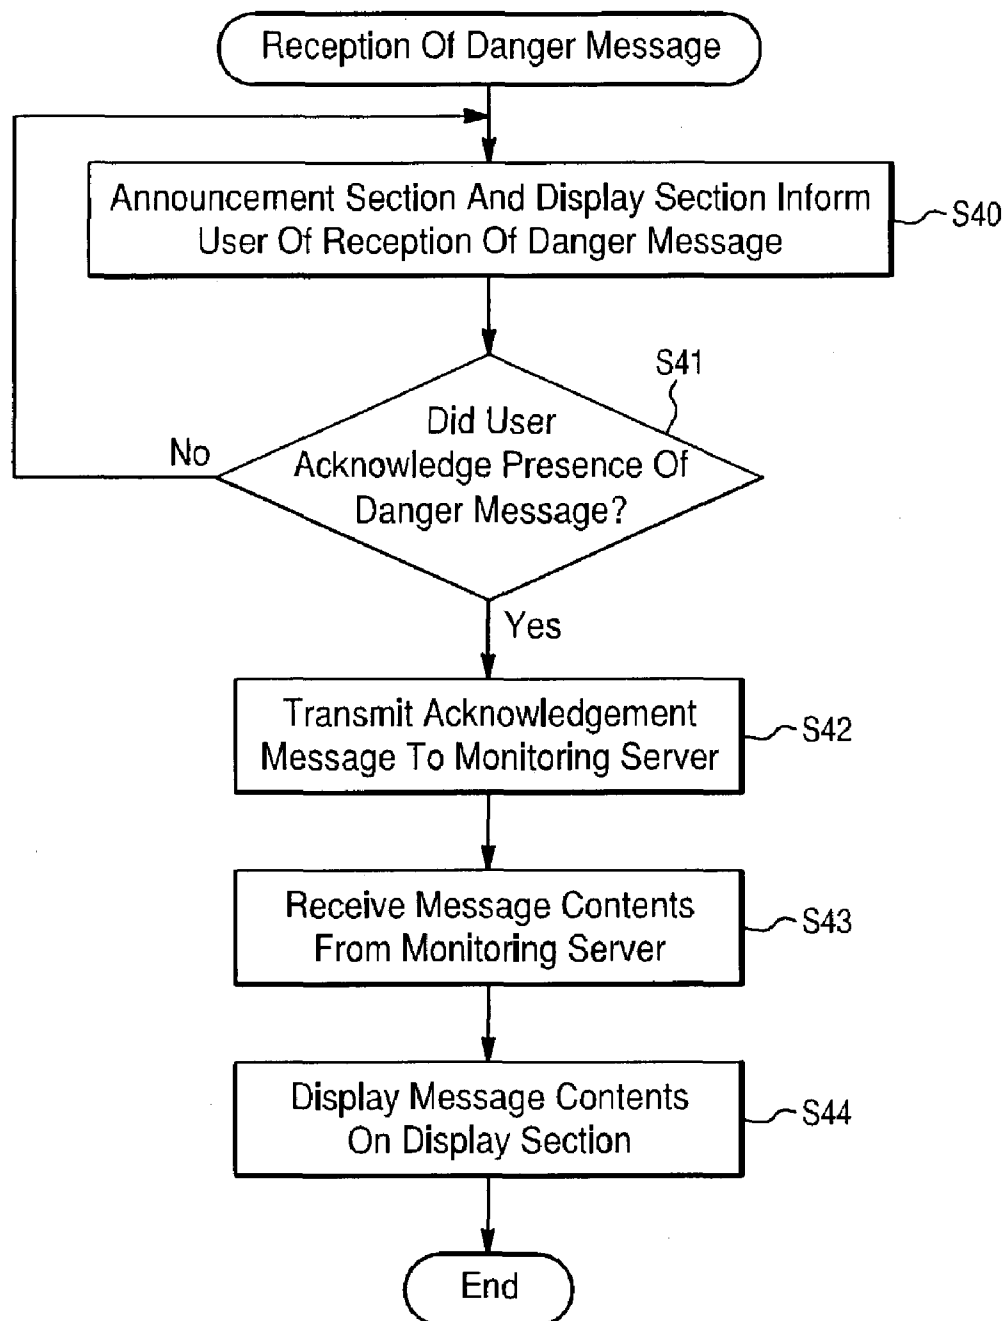 Reception Of Danger Message
Announcement Section And Display Section Inform
User Of Reception Of Danger Message
S40
S41
Did User
Acknowledge Presence Of
Danger Message?
No
Yes
Transmit Acknowledgement
Message To Monitoring Server
S42
Receive Message Contents
From Monitoring Server
S43
Display Message Contents
On Display Section
S44
End